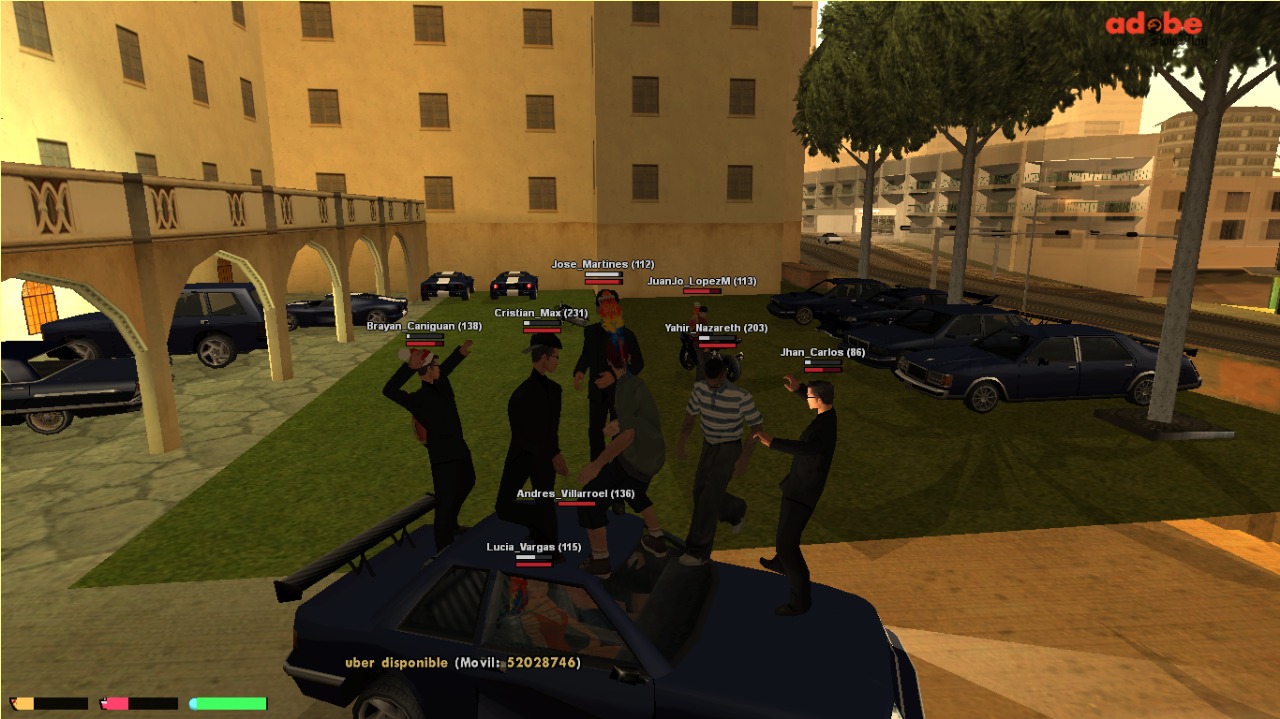 adobe
Jose_Martines (112)
JuanJo_LopezM (113)
Cristian_Max (231)
Brayan_Caniguan (138)
Yahir_Nazareth (203)
Jhan_Carlos (86)
Andres_Villarroel (136)
Lucia_Vargas (115)
uber disponible (Movil: 52028746)